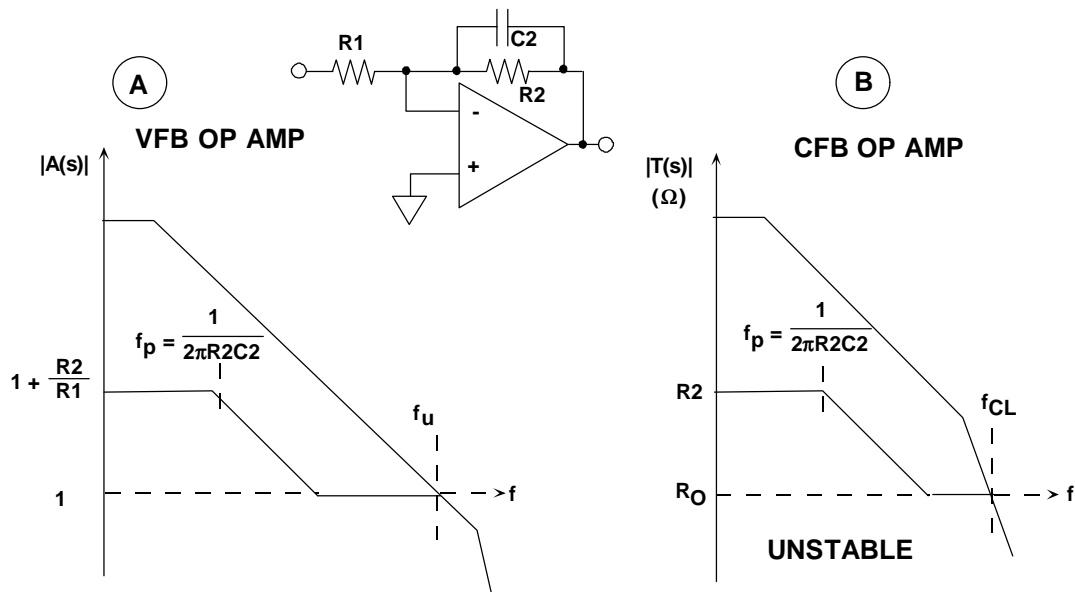 R1
C2
R2
-
+
A
VFB OP AMP
|A(s)|
f_p = 1 / 2πR2C2
1 + R2/R1
f_u
1
f
B
CFB OP AMP
|T(s)|
(Ω)
f_p = 1 / 2πR2C2
R2
f_CL
R_O
f
UNSTABLE